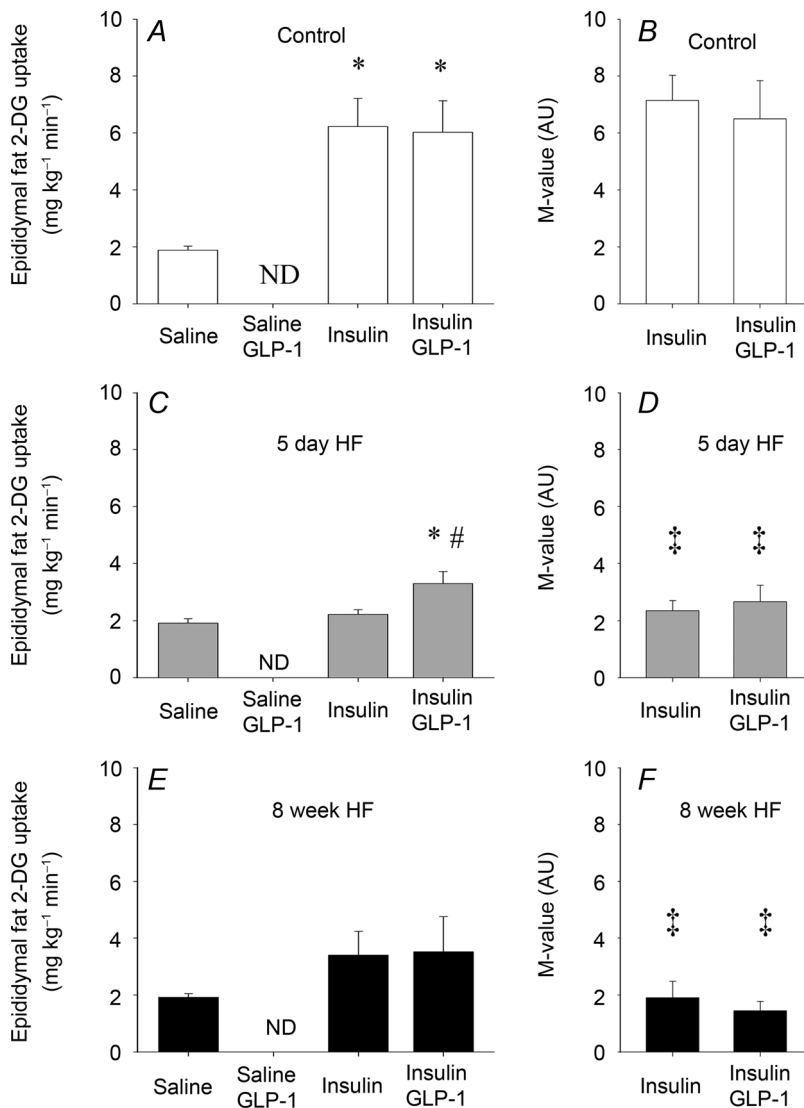 A
Control
Epididymal fat 2-DG uptake
(mg kg⁻¹ min⁻¹)
10
8
6
4
2
0
* *
ND
Saline
Saline
GLP-1
Insulin
Insulin
GLP-1
B
Control
M-value (AU)
10
8
6
4
2
0
Insulin
Insulin
GLP-1
C
5 day HF
Epididymal fat 2-DG uptake
(mg kg⁻¹ min⁻¹)
10
8
6
4
2
0
* #
ND
Saline
Saline
GLP-1
Insulin
Insulin
GLP-1
D
5 day HF
M-value (AU)
10
8
6
4
2
0
‡ ‡
Insulin
Insulin
GLP-1
E
8 week HF
Epididymal fat 2-DG uptake
(mg kg⁻¹ min⁻¹)
10
8
6
4
2
0
ND
Saline
Saline
GLP-1
Insulin
Insulin
GLP-1
F
8 week HF
M-value (AU)
10
8
6
4
2
0
‡ ‡
Insulin
Insulin
GLP-1